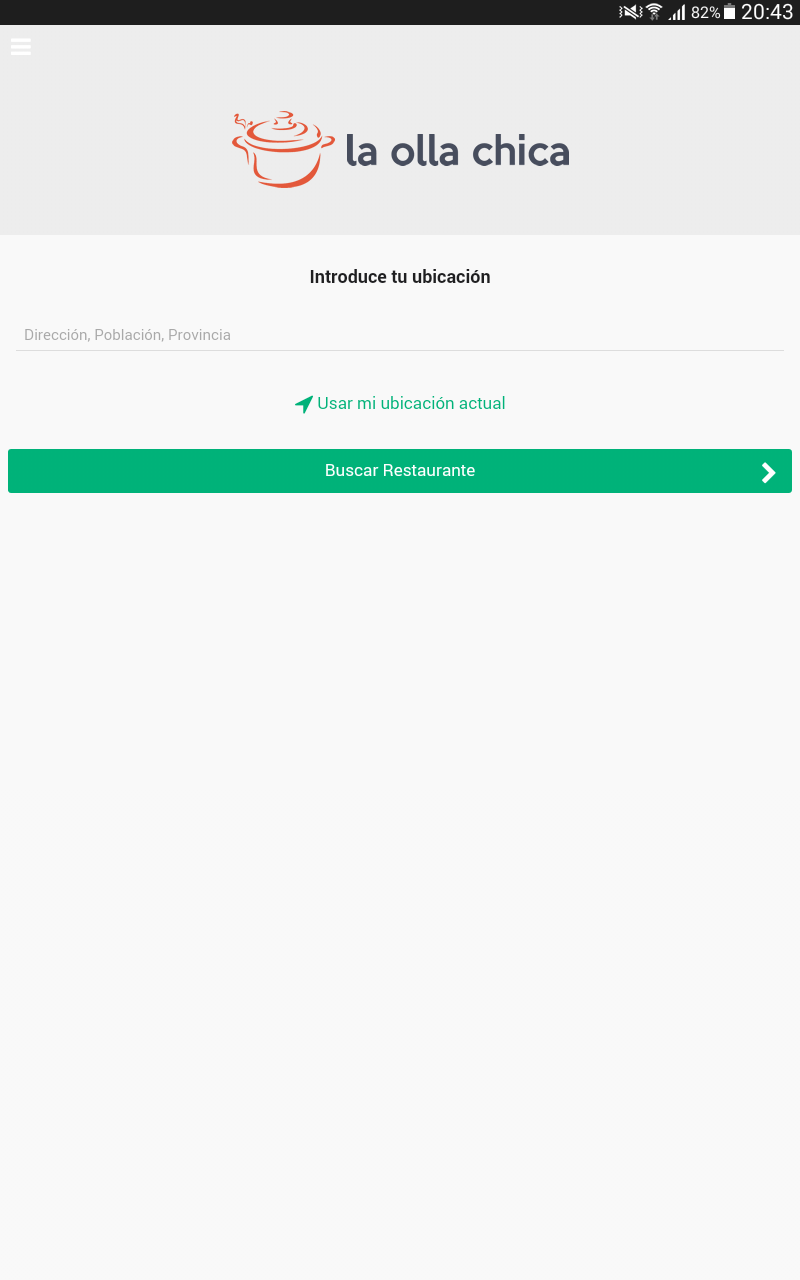 82% 20:43
la olla chica
Introduce tu ubicación
Dirección, Población, Provincia
Usar mi ubicación actual
Buscar Restaurante